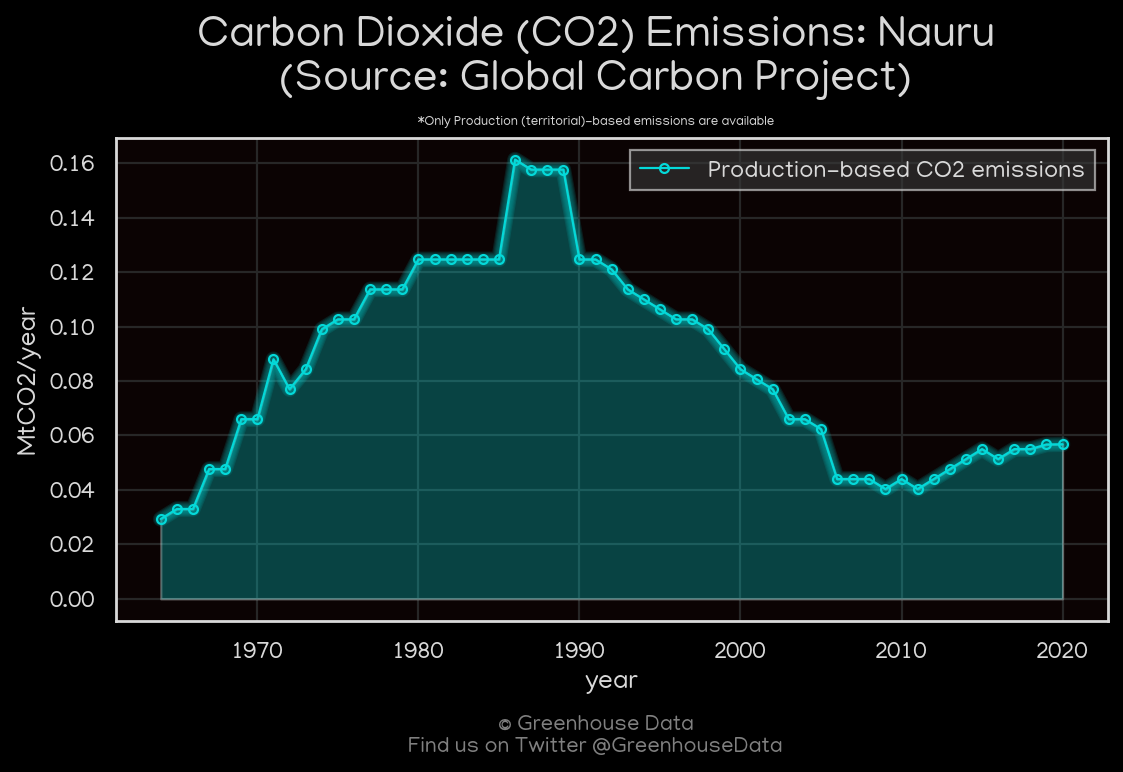 Carbon Dioxide (CO2) Emissions: Nauru
(Source: Global Carbon Project)
*Only Production (territorial)-based emissions are available
Production-based CO2 emissions
MtCO2/year
0.16
0.14
0.12
0.10
0.08
0.06
0.04
0.02
0.00
1970 1980 1990 2000 2010 2020
year
© Greenhouse Data
Find us on Twitter @GreenhouseData